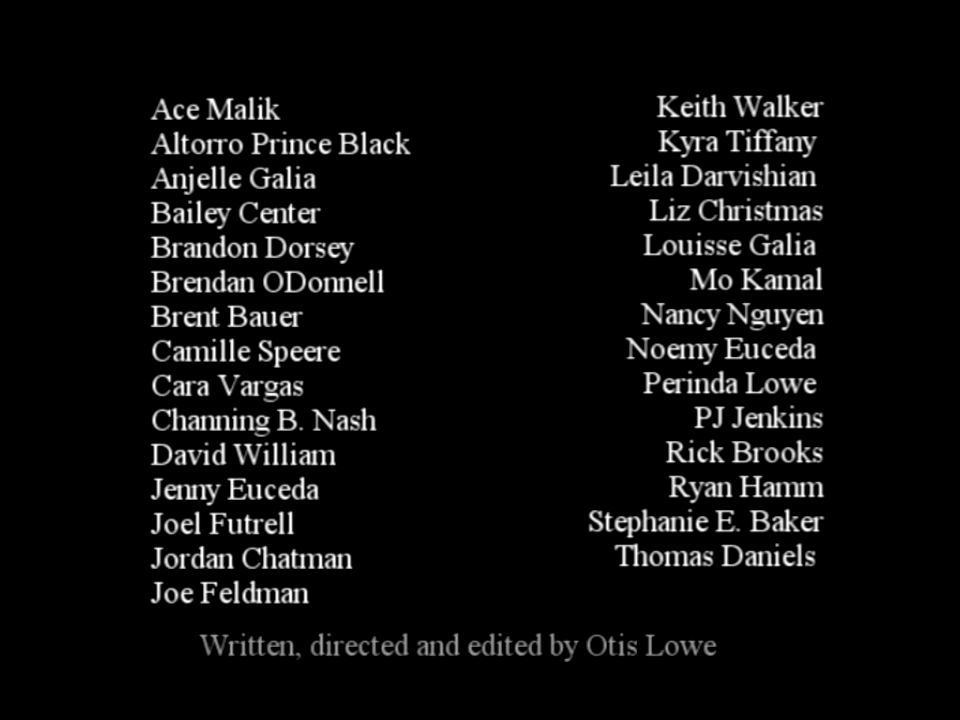 Ace Malik
Altorro Prince Black
Anjelle Galia
Bailey Center
Brandon Dorsey
Brendan ODonnell
Brent Bauer
Camille Speere
Cara Vargas
Channing B. Nash
David William
Jenny Euceda
Joel Futrell
Jordan Chatman
Joe Feldman
Keith Walker
Kyra Tiffany
Leila Darvishian
Liz Christmas
Louisse Galia
Mo Kamal
Nancy Nguyen
Noemy Euceda
Perinda Lowe
PJ Jenkins
Rick Brooks
Ryan Hamm
Stephanie E. Baker
Thomas Daniels
Written, directed and edited by Otis Lowe